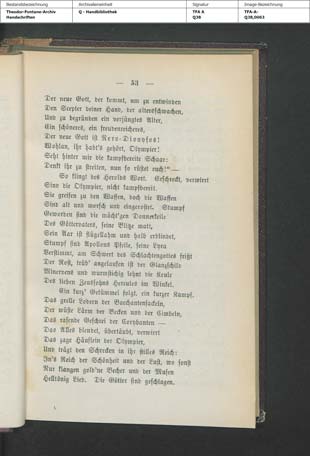 Bestandsbezeichnung
Theodor-Fontane-Archiv
Handschriften
Archivalieneinheit
Q - Handbibliothek
Signatur
TFA A
Q38
Image-Bezeichnung
TFA-A-
Q38,0063
— 53 —
Der neue Gott, der kommt, um zu entwinden
Den Scepter deiner Hand, der altersschwachen,
Und zu begründen ein verjüngtes Alter,
Ein schöneres, ein freudenreicheres,
Der neue Gott ist Nero-Dionysos!
Wohlan, ihr habt's gehört, Olympier!
Seht hinter mir die kampfbereite Schaar:
Denkt ihr zu streiten, nun so rüstet euch!" —
So klingt des Herolds Wort. Erschreckt, verwirrt
Sind die Olympier, nicht kampfbereit.
Sie greifen zu den Waffen, doch die Waffen
Sind alt und morsch und eingerostet. Stumpf
Geworden sind die mächt'gen Donnerkeile
Des Göttervaters, seine Blitze matt,
Sein Aar ist flügellahm und halb erblindet,
Stumpf sind Apollons Pfeile, seine Lyra
Verstimmt, am Schwert des Schlachtengottes frißt
Der Rost, trüb' angelaufen ist der Glanzschild
Minervens und wurmstichig lehnt die Keule
Des lieben Zeussohns Hercules im Winkel.
Ein kurz' Getümmel folgt, ein kurzer Kampf.
Das grelle Lodern der Bacchantenfackeln,
Der wüste Lärm der Becken und der Cimbeln,
Das rasende Geschrei der Corybanten —
Das Alles blendet, übertäubt, verwirrt
Das zage Häuflein der Olympier,
Und trägt den Schrecken in ihr stilles Reich:
In's Reich der Schönheit und der Lust, wo sonst
Nur klangen gold'ne Becher und der Musen
Helltönig Lied. Die Götter sind geschlagen.